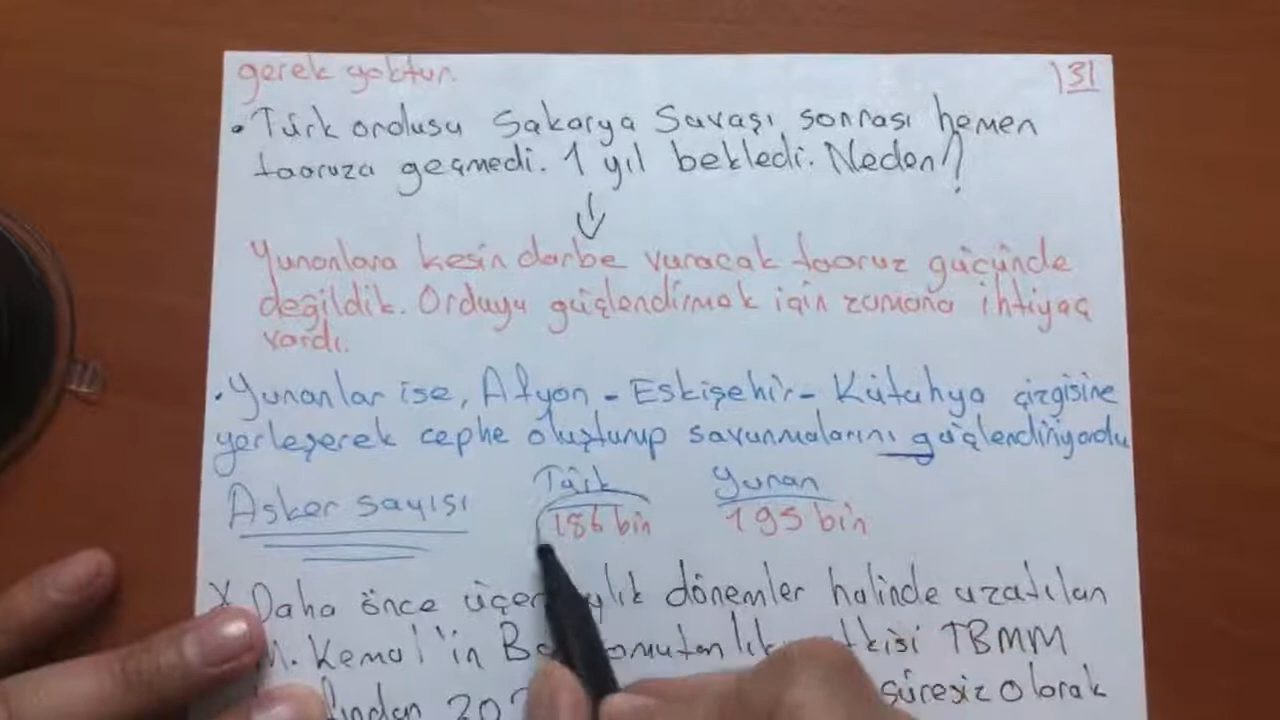 gerek yoktur.
131
• Türk ordusu Sakarya Savaşı sonrası hemen
taaruza geçmedi. 1 yıl bekledi. Neden?
↓
Yunanlara kesin darbe vuracak taaruz gücünde
değildik. Orduyu güçlendirmek için zamana ihtiyaç
vardı.
• Yunanlar ise, Afyon - Eskişehir - Kütahya çizgisine
yerleşerek cephe oluşturup savunmalarını güçlendiriyordu
Türk Yunan
Asker sayısı 186 bin 195 bin
* Daha önce üçer aylık dönemler halinde uzatılan
M. Kemal'in TBMM
süresiz olarak